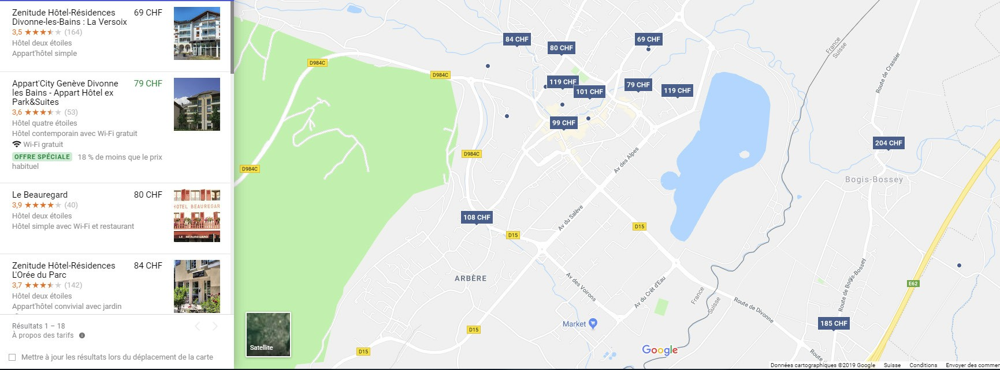 Zenitude Hôtel-Résidences 69 CHF
Divonne-les-Bains : La Versoix
3,5 (164)
Hôtel deux étoiles
Appart'hôtel simple
Appart'City Genève Divonne 79 CHF
les Bains - Appart Hôtel ex
Park&Suites
3,6 (53)
Hôtel quatre étoiles
Hôtel contemporain avec Wi-Fi gratuit
Wi-Fi gratuit
OFFRE SPÉCIALE 18 % de moins que le prix
habituel
Le Beauregard 80 CHF
3,9 (40)
Hôtel deux étoiles
Hôtel simple avec Wi-Fi et restaurant
HOTEL BEAUREGAR
LE BEAUREGARD
Zenitude Hôtel-Résidences 84 CHF
L'Orée du Parc
3,7 (142)
Hôtel deux étoiles
Appart'hôtel convivial avec jardin
Résultats 1 – 18
À propos des tarifs
Mettre à jour les résultats lors du déplacement de la carte
84 CHF
80 CHF
69 CHF
France
Suisse
D984C
D984C
Route de Crassier
119 CHF
101 CHF
79 CHF
119 CHF
99 CHF
204 CHF
D984C
Av des Alpes
D984C
Bogis-Bossey
108 CHF
Av du Salève
D15
D15
ARBÈRE
Av des Voirons
Av du Crêt d'Eau
France
Suisse
Route de Bogis-Bossey
E62
Route de Divonne
Market
185 CHF
D15
D15
Satellite
Google
Route de
Données cartographiques ©2019 Google Suisse Conditions Envoyer des commen